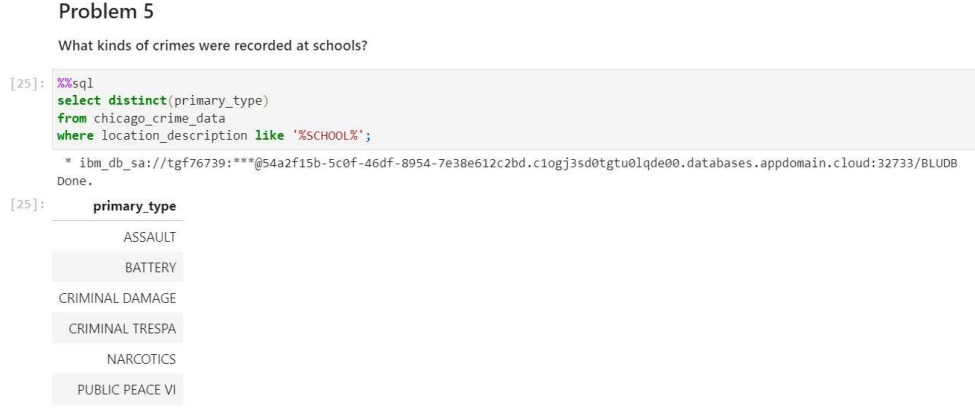 Problem 5
What kinds of crimes were recorded at schools?
[25]: %%sql
select distinct(primary_type)
from chicago_crime_data
where location_description like '%SCHOOL%';
* ibm_db_sa://tgf76739:***@54a2f15b-5c0f-46df-8954-7e38e612c2bd.c1ogj3sd0tgtu0lqde00.databases.appdomain.cloud:32733/BLUDB
Done.
[25]: primary_type
ASSAULT
BATTERY
CRIMINAL DAMAGE
CRIMINAL TRESPA
NARCOTICS
PUBLIC PEACE VI